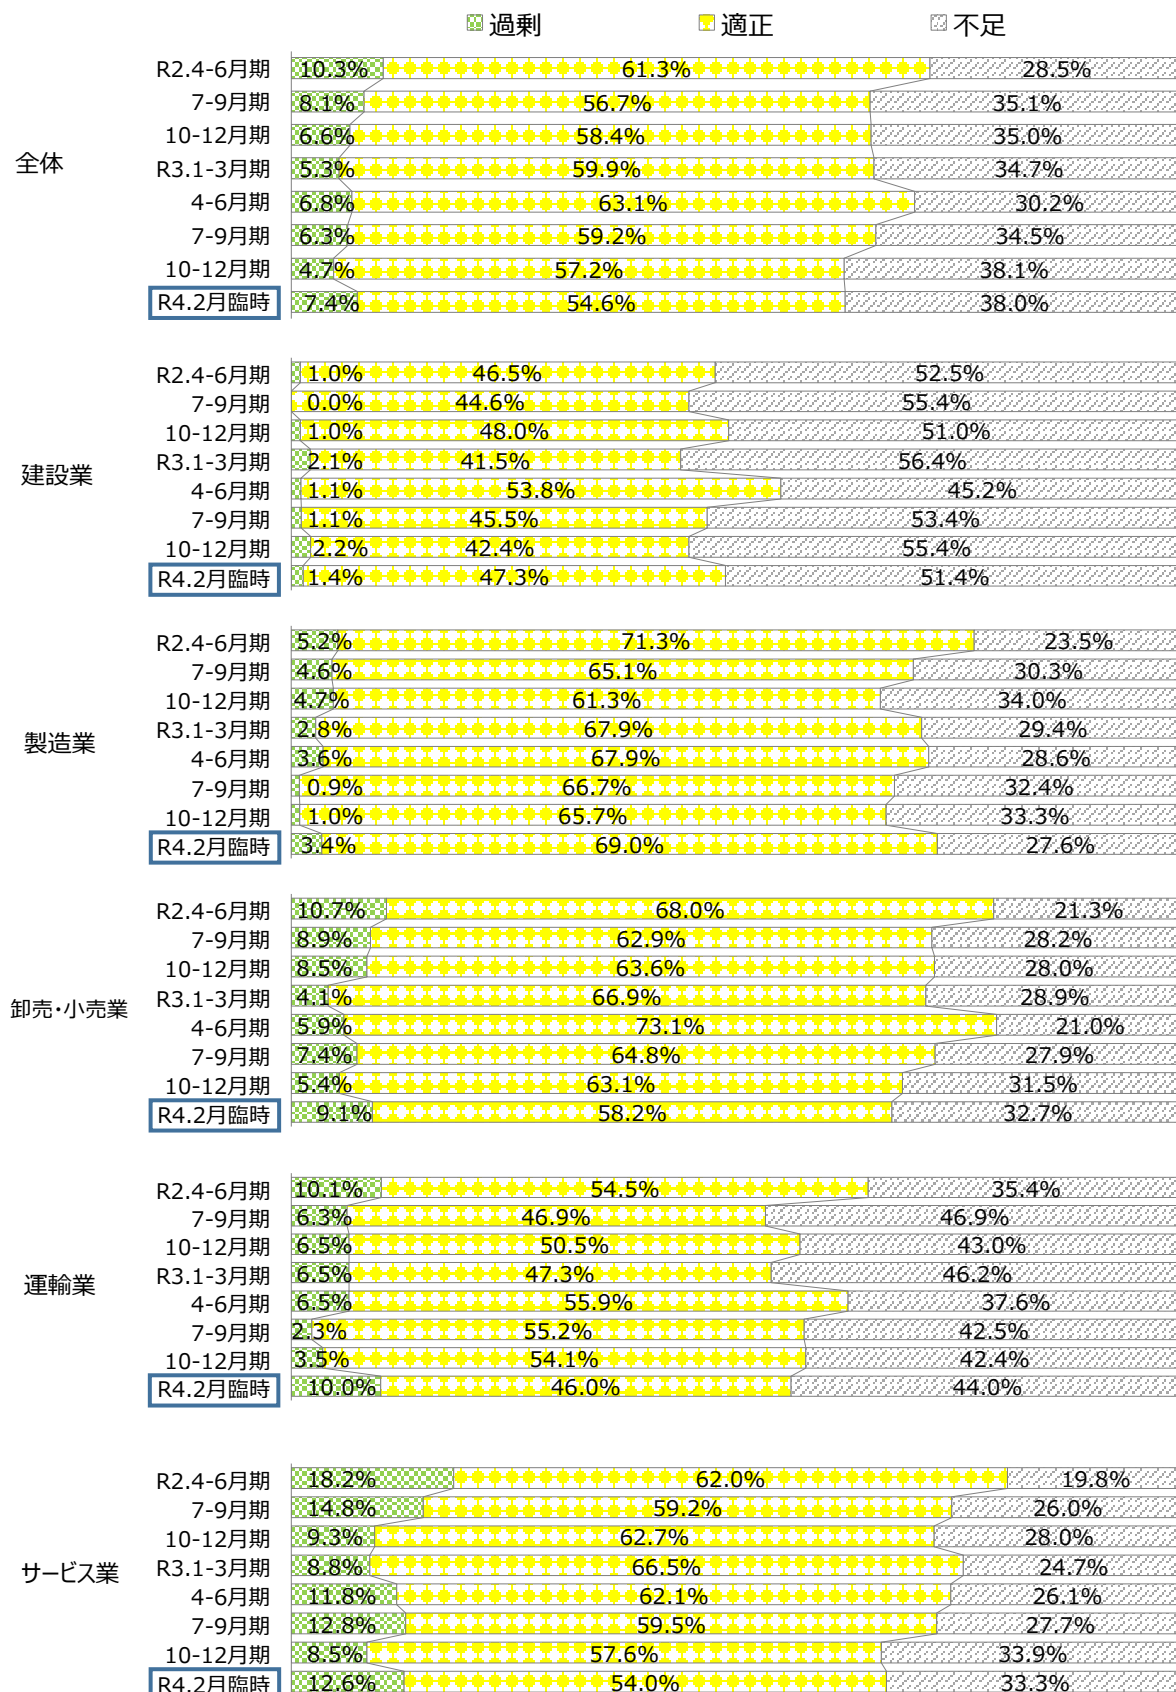 過剰 適正 不足
全体
R2.4-6月期 10.3% 61.3% 28.5%
7-9月期 8.1% 56.7% 35.1%
10-12月期 6.6% 58.4% 35.0%
R3.1-3月期 5.3% 59.9% 34.7%
4-6月期 6.8% 63.1% 30.2%
7-9月期 6.3% 59.2% 34.5%
10-12月期 4.7% 57.2% 38.1%
R4.2月臨時 7.4% 54.6% 38.0%
建設業
R2.4-6月期 1.0% 46.5% 52.5%
7-9月期 0.0% 44.6% 55.4%
10-12月期 1.0% 48.0% 51.0%
R3.1-3月期 2.1% 41.5% 56.4%
4-6月期 1.1% 53.8% 45.2%
7-9月期 1.1% 45.5% 53.4%
10-12月期 2.2% 42.4% 55.4%
R4.2月臨時 1.4% 47.3% 51.4%
製造業
R2.4-6月期 5.2% 71.3% 23.5%
7-9月期 4.6% 65.1% 30.3%
10-12月期 4.7% 61.3% 34.0%
R3.1-3月期 2.8% 67.9% 29.4%
4-6月期 3.6% 67.9% 28.6%
7-9月期 0.9% 66.7% 32.4%
10-12月期 1.0% 65.7% 33.3%
R4.2月臨時 3.4% 69.0% 27.6%
卸売・小売業
R2.4-6月期 10.7% 68.0% 21.3%
7-9月期 8.9% 62.9% 28.2%
10-12月期 8.5% 63.6% 28.0%
R3.1-3月期 4.1% 66.9% 28.9%
4-6月期 5.9% 73.1% 21.0%
7-9月期 7.4% 64.8% 27.9%
10-12月期 5.4% 63.1% 31.5%
R4.2月臨時 9.1% 58.2% 32.7%
運輸業
R2.4-6月期 10.1% 54.5% 35.4%
7-9月期 6.3% 46.9% 46.9%
10-12月期 6.5% 50.5% 43.0%
R3.1-3月期 6.5% 47.3% 46.2%
4-6月期 6.5% 55.9% 37.6%
7-9月期 2.3% 55.2% 42.5%
10-12月期 3.5% 54.1% 42.4%
R4.2月臨時 10.0% 46.0% 44.0%
サービス業
R2.4-6月期 18.2% 62.0% 19.8%
7-9月期 14.8% 59.2% 26.0%
10-12月期 9.3% 62.7% 28.0%
R3.1-3月期 8.8% 66.5% 24.7%
4-6月期 11.8% 62.1% 26.1%
7-9月期 12.8% 59.5% 27.7%
10-12月期 8.5% 57.6% 33.9%
R4.2月臨時 12.6% 54.0% 33.3%